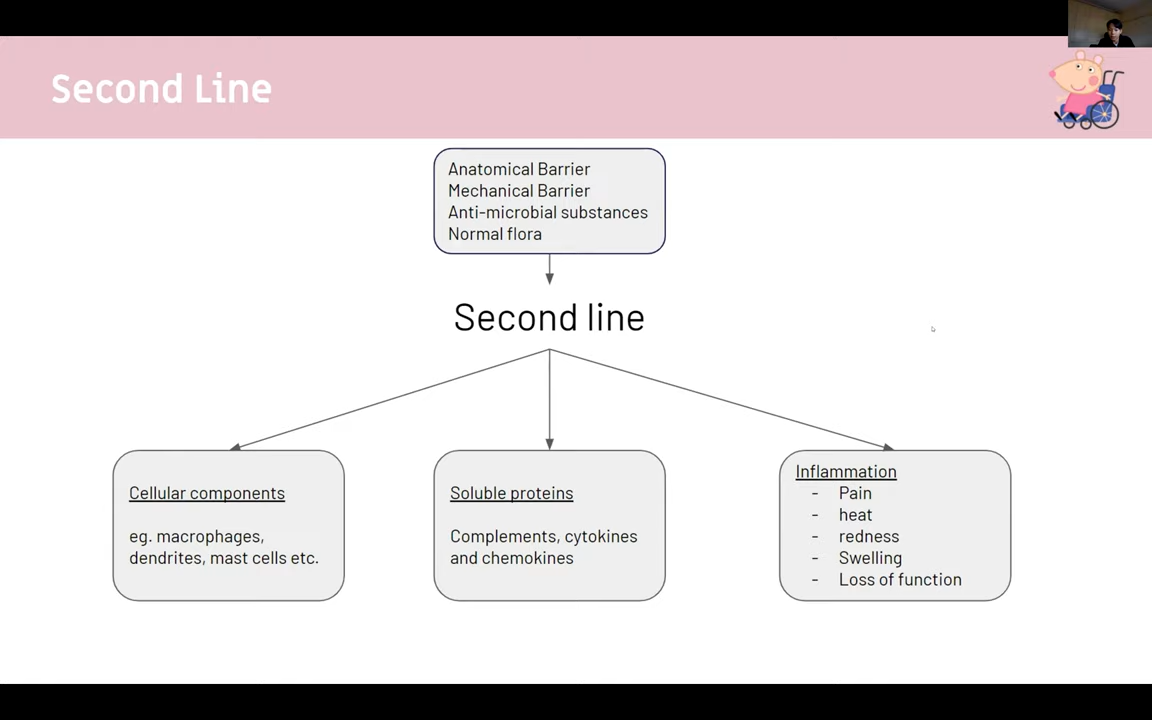 Second Line
Anatomical Barrier
Mechanical Barrier
Anti-microbial substances
Normal flora
Second line
Cellular components
eg. macrophages,
dendrites, mast cells etc.
Soluble proteins
Complements, cytokines
and chemokines
Inflammation
- Pain
- heat
- redness
- Swelling
- Loss of function